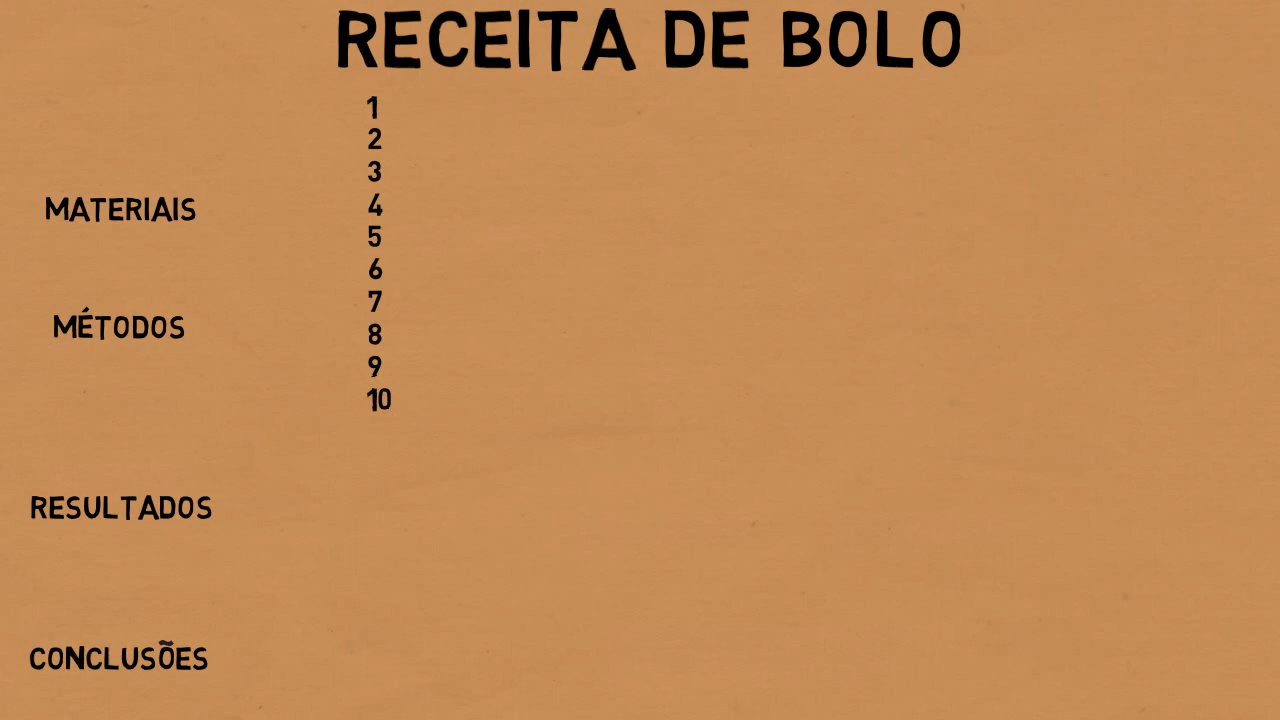 RECEITA DE BOLO
1
2
3
MATERIAIS
4
5
6
7
MÉTODOS
8
9
10
RESULTADOS
CONCLUSÕES